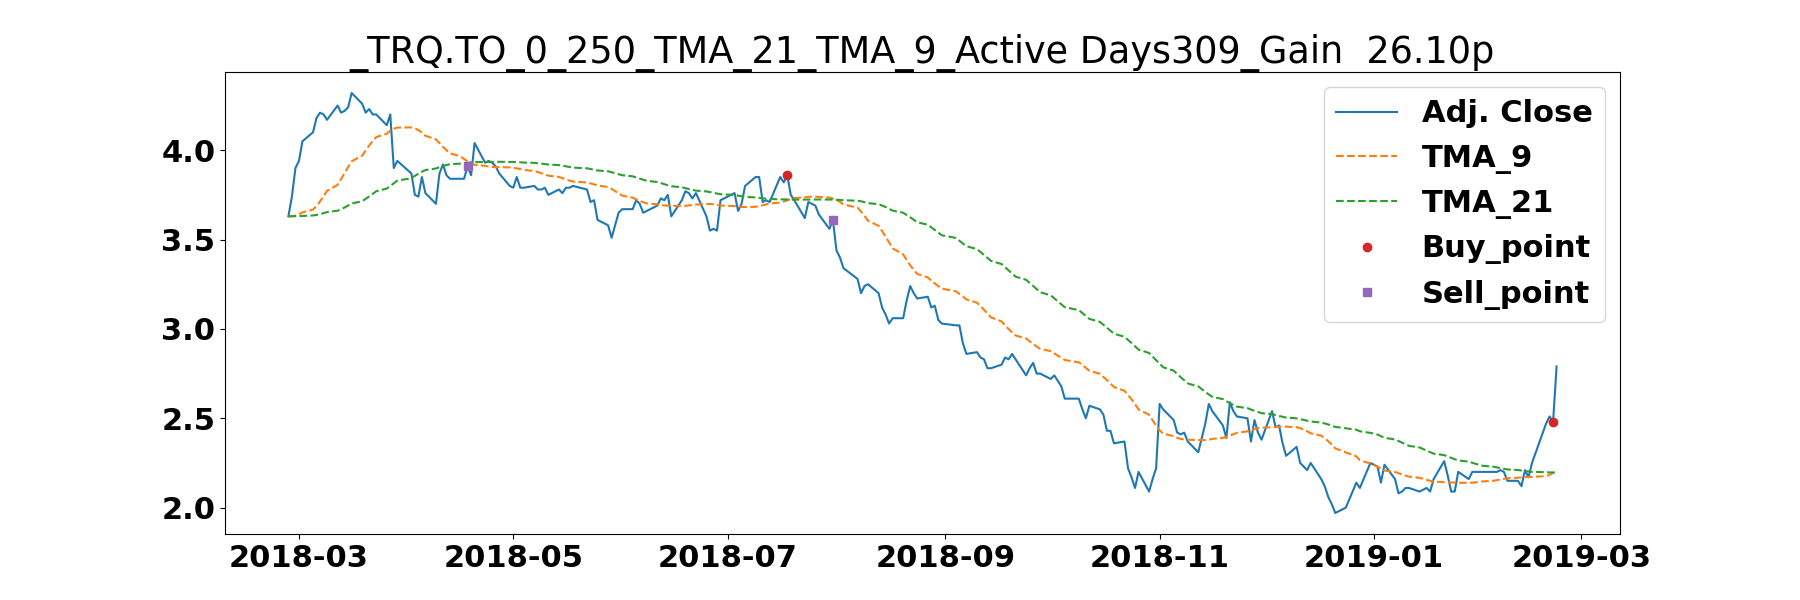 _TRQ.TO_0_250_TMA_21_TMA_9_Active Days309_Gain  26.10p
Adj. Close
TMA_9
TMA_21
Buy_point
Sell_point
4.0
3.5
3.0
2.5
2.0
2018-03 2018-05 2018-07 2018-09 2018-11 2019-01 2019-03